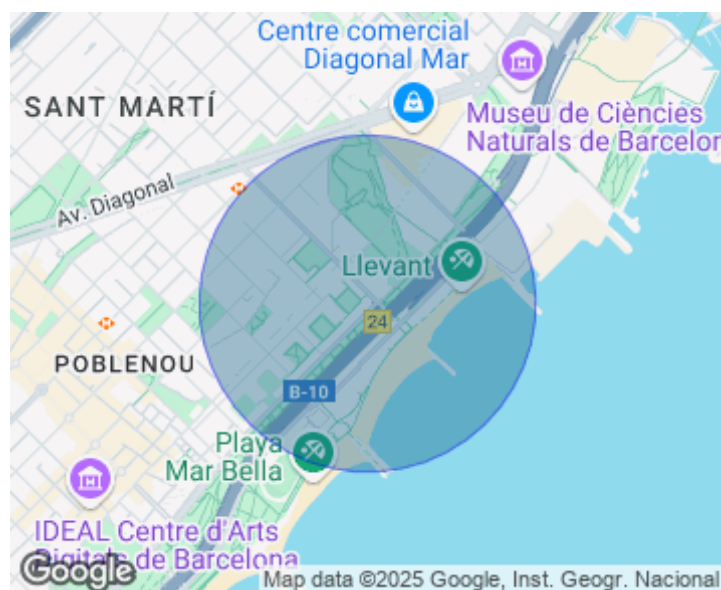 Centre comercial
Diagonal Mar
SANT MARTÍ
Museu de Ciències
Naturals de Barcelor
Av. Diagonal
Llevant
24
POBLENOU
B-10
Playa
Mar Bella
IDEAL Centre d'Arts
Digitals de Barcelona
Google
Map data ©2025 Google, Inst. Geogr. Nacional